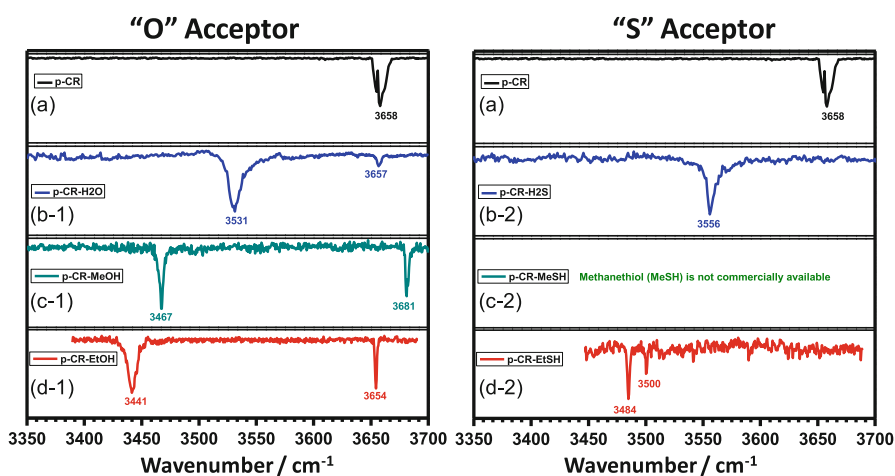 “O” Acceptor
p-CR
(a)
3658
p-CR-H2O
(b-1)
3531
3657
p-CR-MeOH
(c-1)
3467
3681
p-CR-EtOH
(d-1)
3441
3654
3350 3400 3450 3500 3550 3600 3650 3700
Wavenumber / cm⁻¹
“S” Acceptor
p-CR
(a)
3658
p-CR-H2S
(b-2)
3556
p-CR-MeSH Methanethiol (MeSH) is not commercially available
(c-2)
p-CR-EtSH
(d-2)
3484
3500
3350 3400 3450 3500 3550 3600 3650 3700
Wavenumber / cm⁻¹